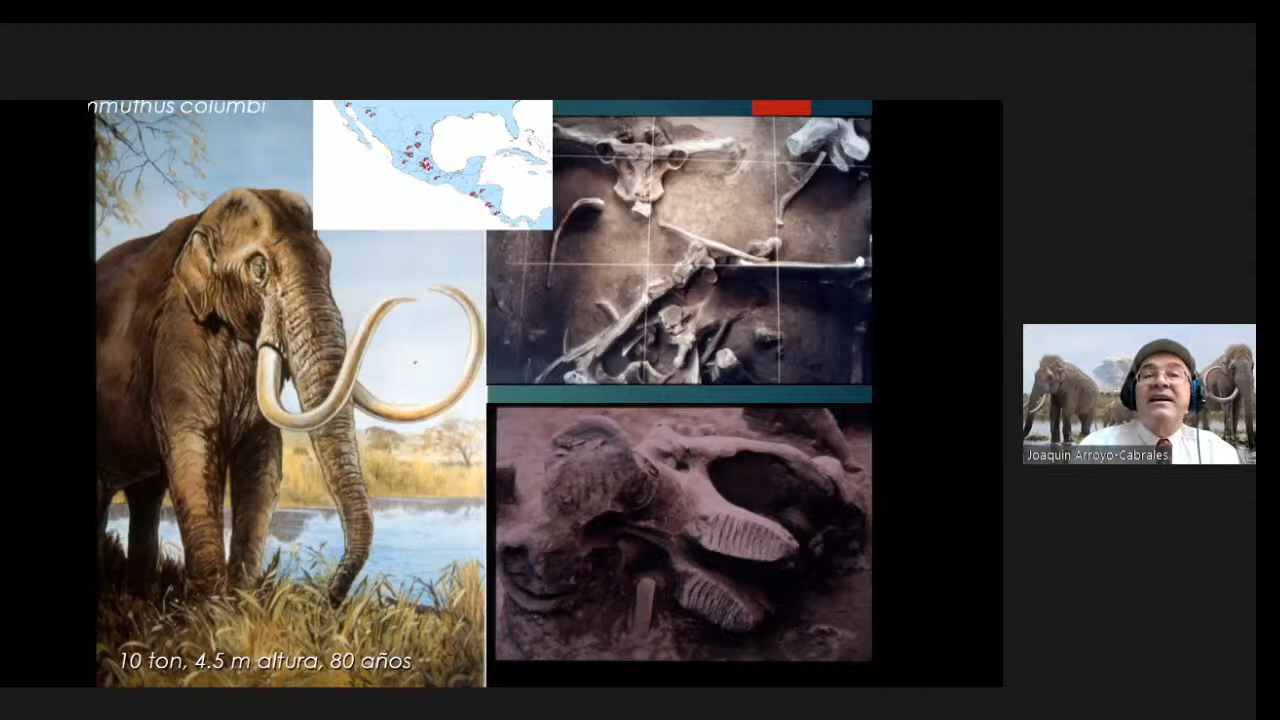 nmuthus columbi
10 ton, 4.5 m altura, 80 años
Joaquin Arroyo-Cabrales